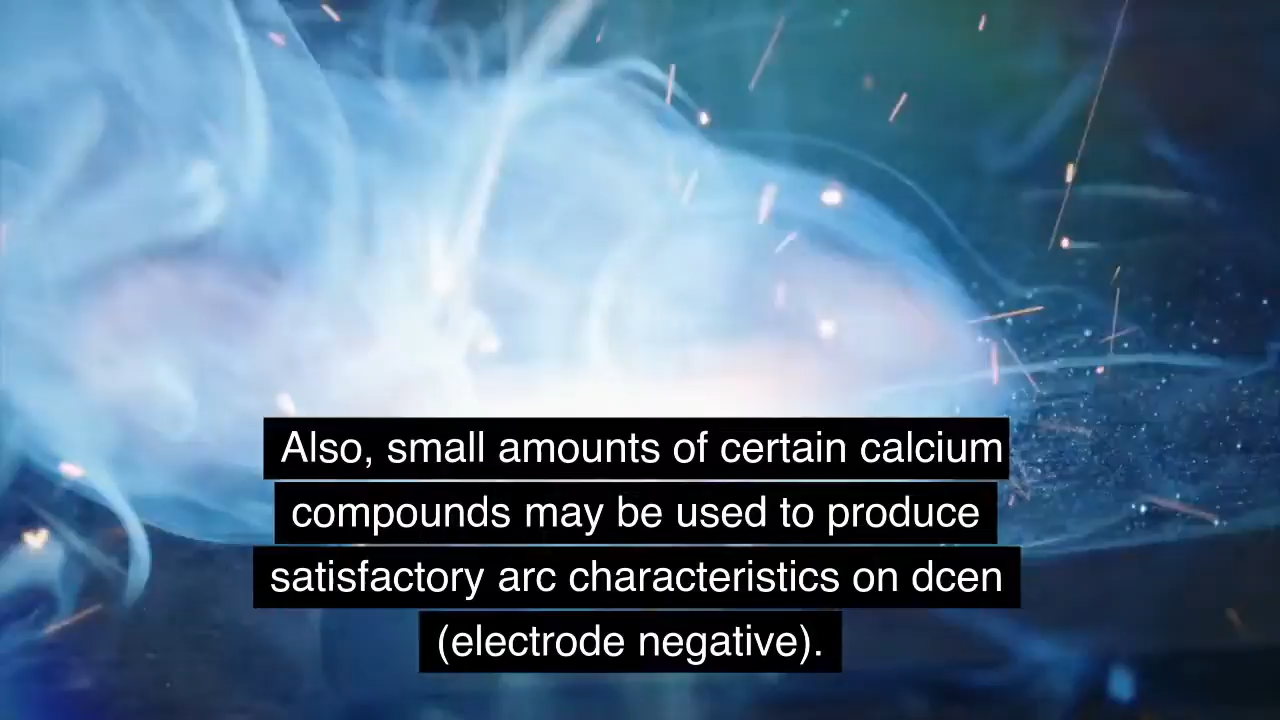 Also, small amounts of certain calcium
compounds may be used to produce
satisfactory arc characteristics on dcen
(electrode negative).